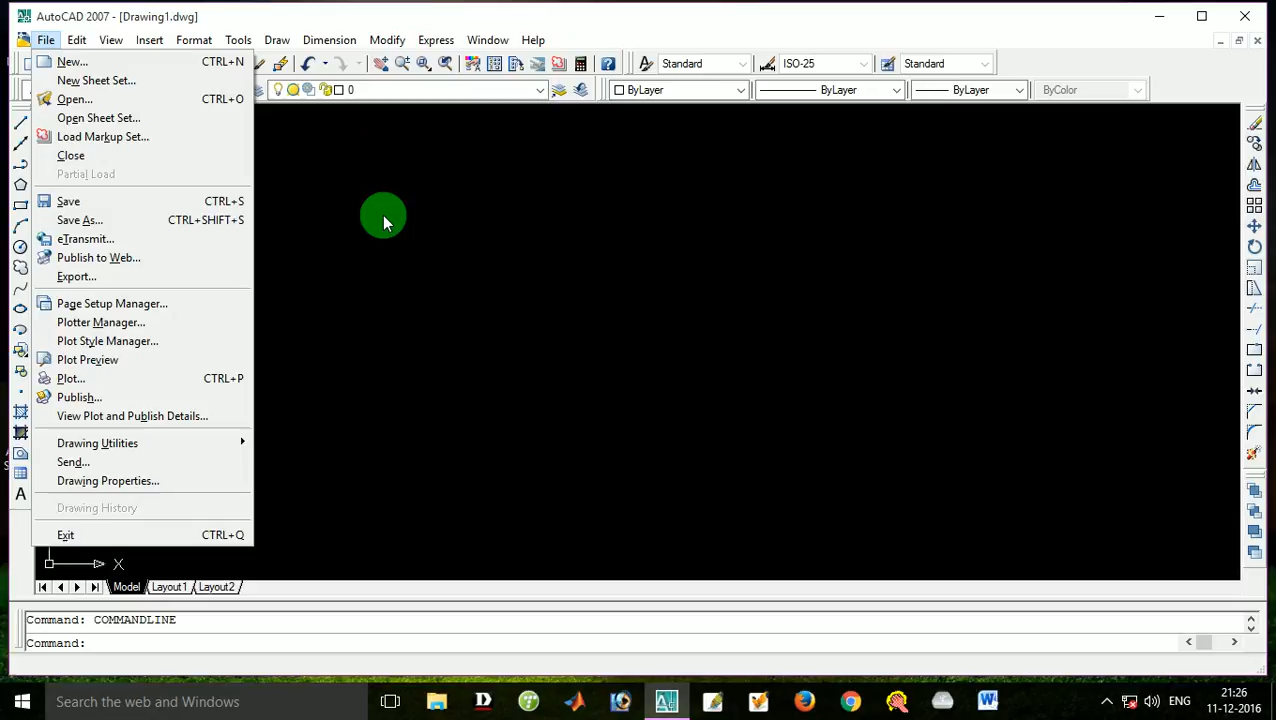 AutoCAD 2007 - [Drawing1.dwg]
File Edit View Insert Format Tools Draw Dimension Modify Express Window Help
New... CTRL+N
New Sheet Set...
Open... CTRL+O
Open Sheet Set...
Load Markup Set...
Close
Partial Load
Save CTRL+S
Save As... CTRL+SHIFT+S
eTransmit...
Publish to Web...
Export...
Page Setup Manager...
Plotter Manager...
Plot Style Manager...
Plot Preview
Plot... CTRL+P
Publish...
View Plot and Publish Details...
Drawing Utilities
Send...
Drawing Properties...
Drawing History
Exit CTRL+Q
Standard ISO-25 Standard
0 ByLayer ByLayer ByLayer ByColor
A
X
Model Layout1 Layout2
Command: COMMANDLINE
Command:
Search the web and Windows
ENG
21:26
11-12-2016